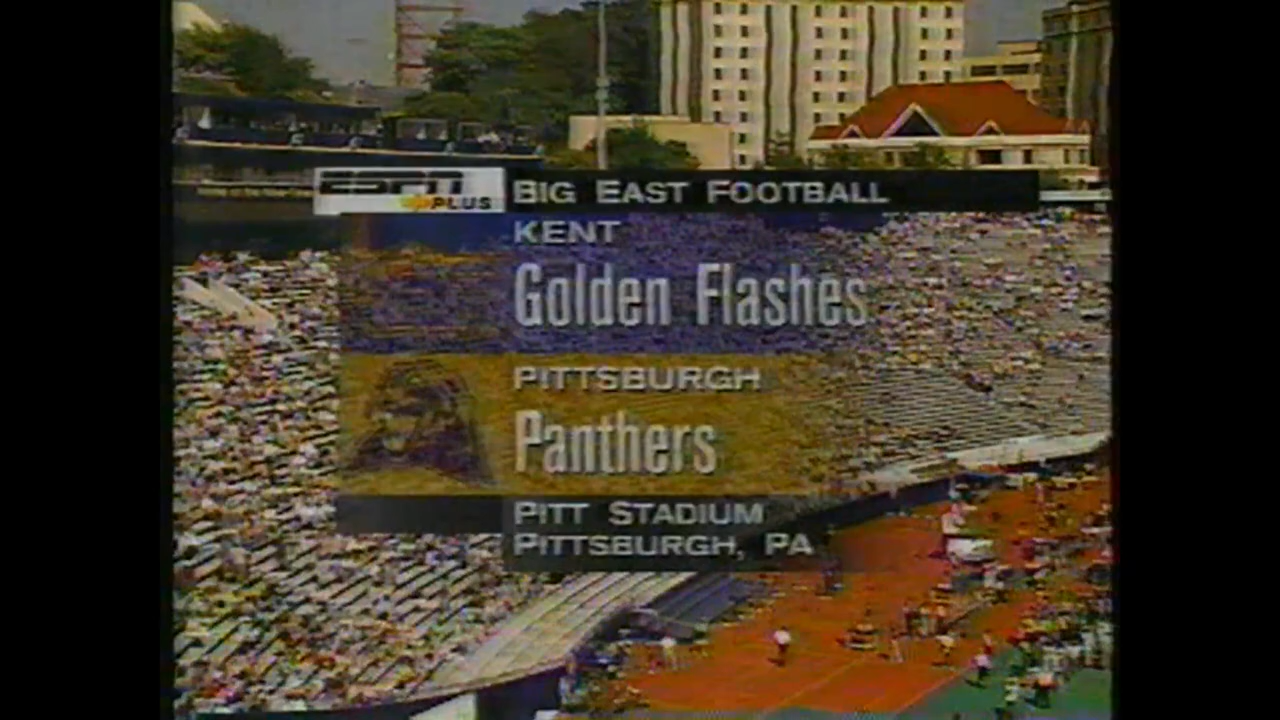 ESPN PLUS
BIG EAST FOOTBALL
KENT
Golden Flashes
PITTSBURGH
Panthers
PITT STADIUM
PITTSBURGH, PA